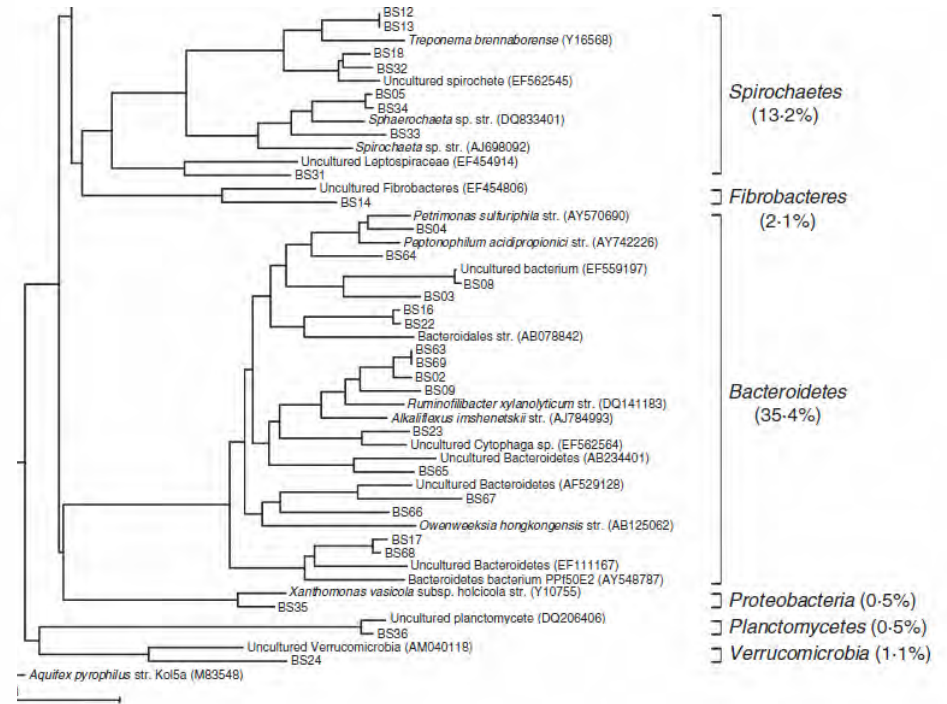 BS12
BS13
Treponema brennaborense (Y16568)
BS18
BS32
Uncultured spirochete (EF562545)
BS05
BS34
Sphaerochaeta sp. str. (DQ833401)
BS33
Spirochaeta sp. str. (AJ698092)
Uncultured Leptospiraceae (EF454914)
BS31
Spirochaetes
(13·2%)
Uncultured Fibrobacteres (EF454806)
BS14
Fibrobacteres
(2·1%)
Petrimonas sulfuriphila str. (AY570690)
BS04
Peptonophilum acidipropionici str. (AY742226)
BS64
Uncultured bacterium (EF559197)
BS08
BS03
BS16
BS22
Bacteroidales str. (AB078842)
BS63
BS69
BS02
BS09
Ruminofilibacter xylanolyticum str. (DQ141183)
Alkaliflexus imshenetskii str. (AJ784993)
BS23
Uncultured Cytophaga sp. (EF562564)
Uncultured Bacteroidetes (AB234401)
BS65
Uncultured Bacteroidetes (AF529128)
BS67
BS66
Owenweeksia hongkongensis str. (AB125062)
BS17
BS68
Uncultured Bacteroidetes (EF111167)
Bacteroidetes bacterium PPf50E2 (AY548787)
Bacteroidetes
(35·4%)
Xanthomonas vasicola subsp. holcicola str. (Y10755)
BS35
Proteobacteria (0·5%)
Uncultured planctomycete (DQ206406)
BS36
Planctomycetes (0·5%)
Uncultured Verrucomicrobia (AM040118)
BS24
Verrucomicrobia (1·1%)
Aquifex pyrophilus str. Kol5a (M83548)